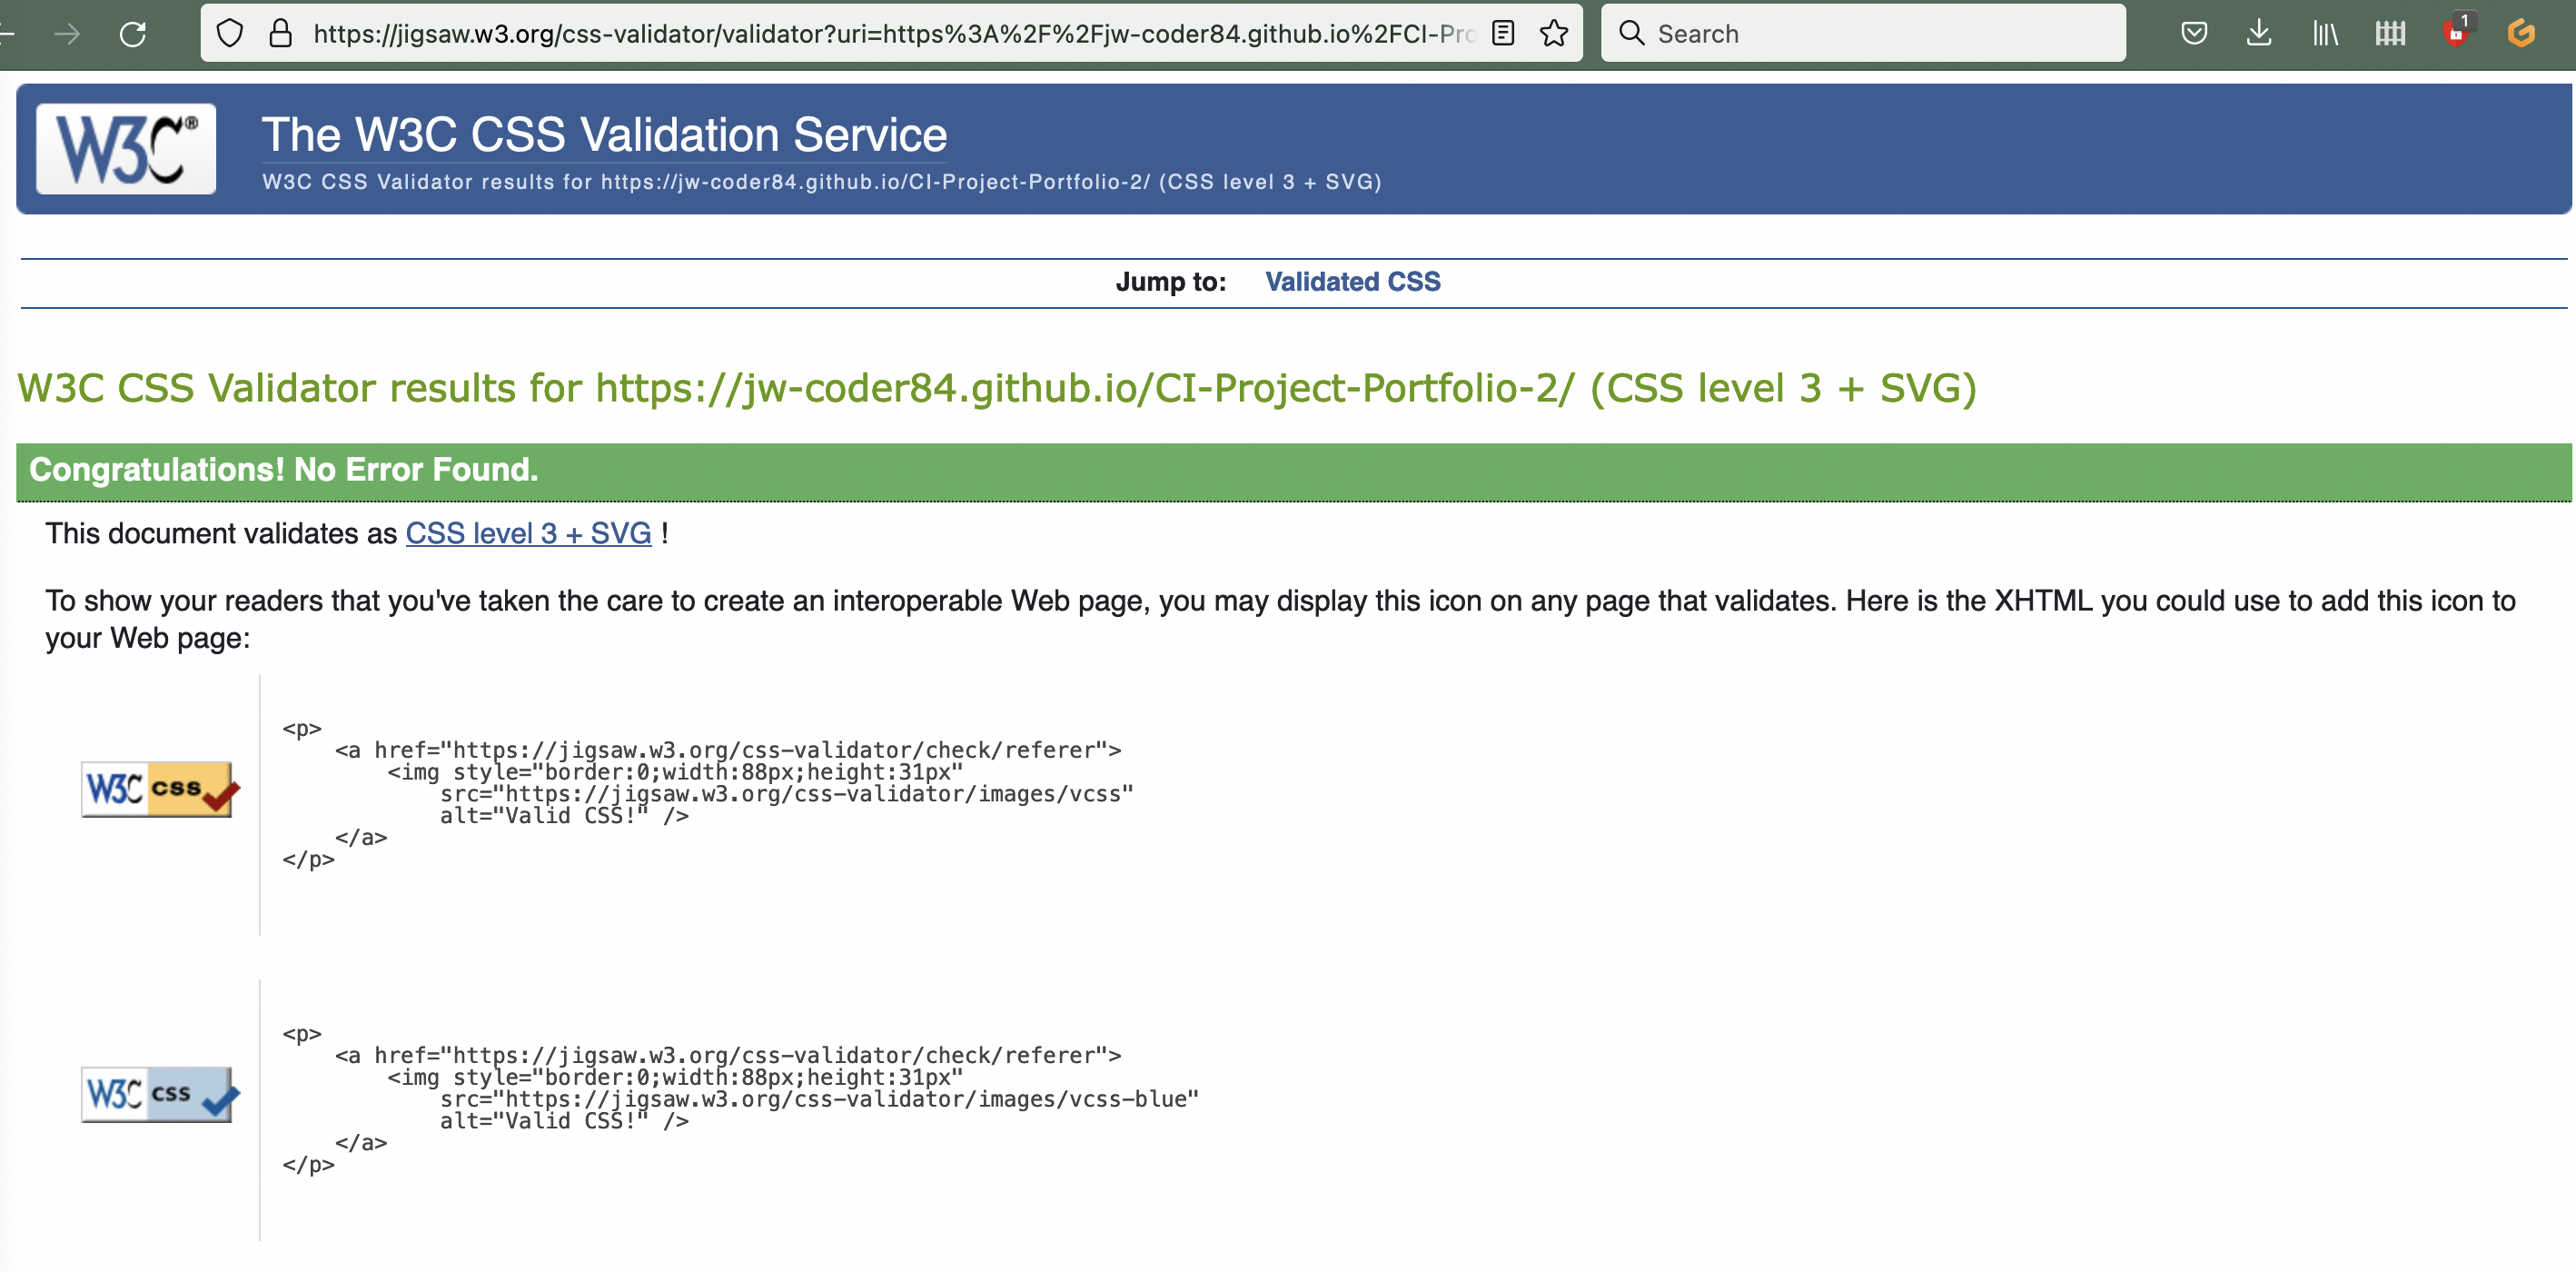 https://jigsaw.w3.org/css-validator/validator?uri=https%3A%2F%2Fjw-coder84.github.io%2FCI-Pro
Search
1
W3C®
The W3C CSS Validation Service
W3C CSS Validator results for https://jw-coder84.github.io/CI-Project-Portfolio-2/ (CSS level 3 + SVG)
Jump to: Validated CSS
W3C CSS Validator results for https://jw-coder84.github.io/CI-Project-Portfolio-2/ (CSS level 3 + SVG)
Congratulations! No Error Found.
This document validates as CSS level 3 + SVG !
To show your readers that you've taken the care to create an interoperable Web page, you may display this icon on any page that validates. Here is the XHTML you could use to add this icon to
your Web page:
W3C css
<p>
<a href="https://jigsaw.w3.org/css-validator/check/referer">
<img style="border:0;width:88px;height:31px"
src="https://jigsaw.w3.org/css-validator/images/vcss"
alt="Valid CSS!" />
</a>
</p>
W3C css
<p>
<a href="https://jigsaw.w3.org/css-validator/check/referer">
<img style="border:0;width:88px;height:31px"
src="https://jigsaw.w3.org/css-validator/images/vcss-blue"
alt="Valid CSS!" />
</a>
</p>